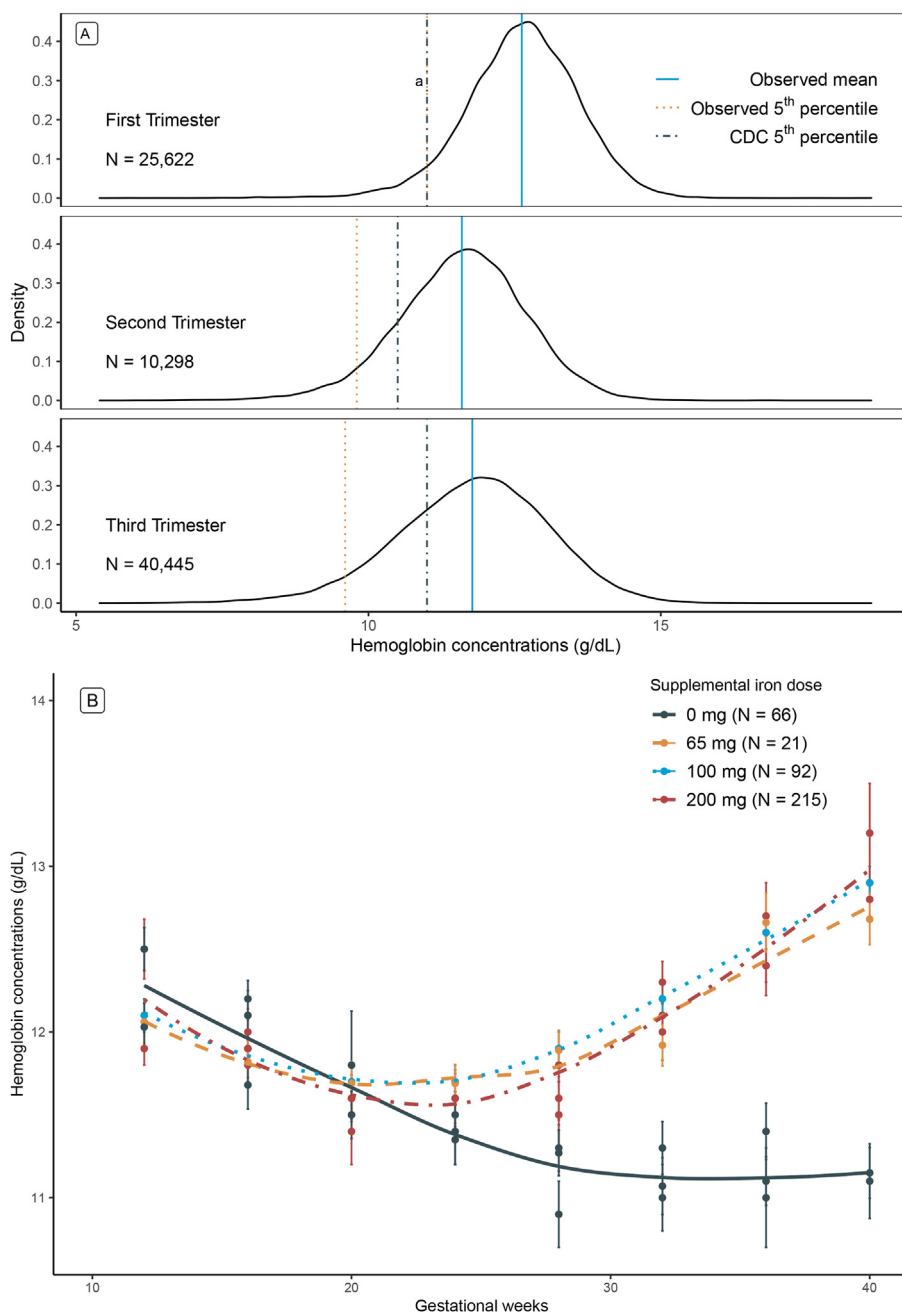 A
0.4
0.3
0.2
0.1
0.0
a
First Trimester
N = 25,622
Observed mean
Observed 5th percentile
CDC 5th percentile
0.4
0.3
0.2
0.1
0.0
Density
Second Trimester
N = 10,298
0.4
0.3
0.2
0.1
0.0
Third Trimester
N = 40,445
5 10 15
Hemoglobin concentrations (g/dL)
B
Supplemental iron dose
0 mg (N = 66)
65 mg (N = 21)
100 mg (N = 92)
200 mg (N = 215)
14
13
12
11
Hemoglobin concentrations (g/dL)
10 20 30 40
Gestational weeks